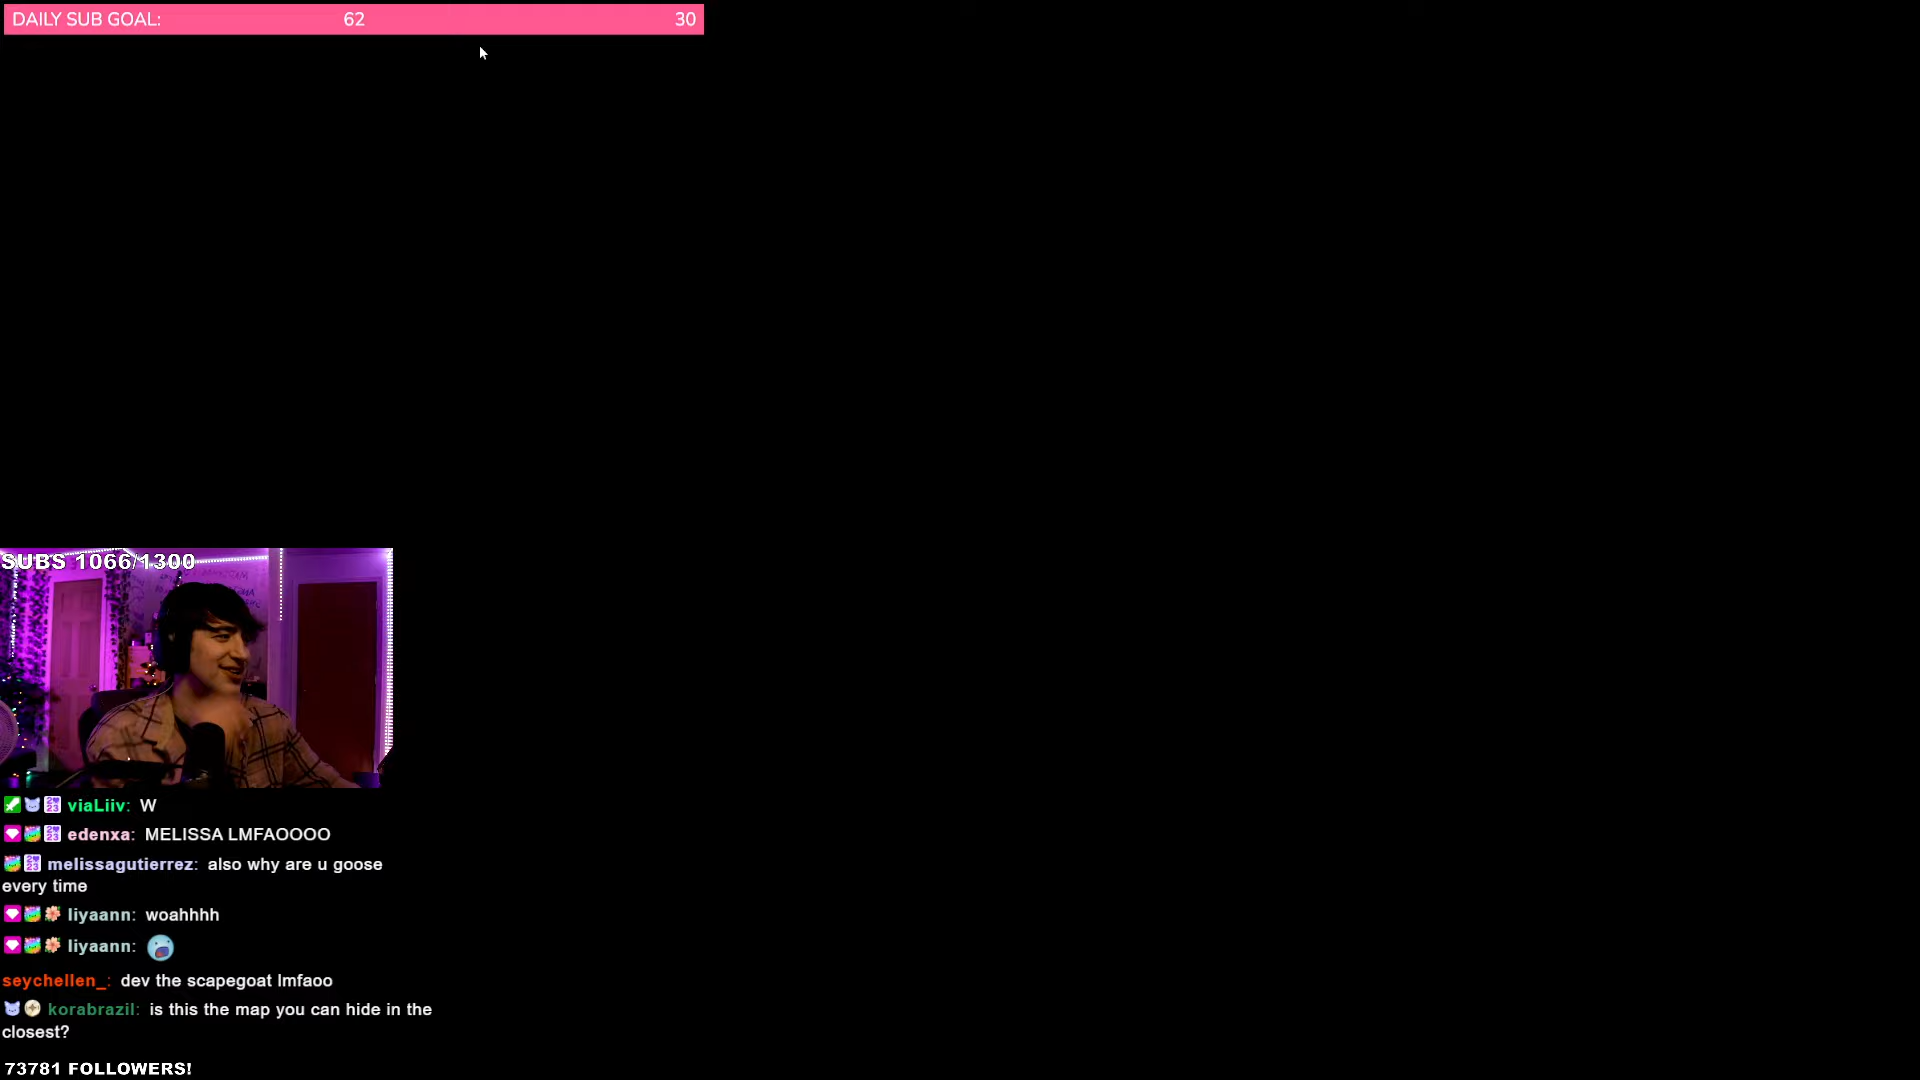 DAILY SUB GOAL: 62 30
SUBS 1066/1300
viaLiiv: W
edenxa: MELISSA LMFAOOOO
melissagutierrez: also why are u goose
every time
liyaann: woahhhh
liyaann:
seychellen_: dev the scapegoat lmfaoo
korabrazil: is this the map you can hide in the
closest?
73781 FOLLOWERS!